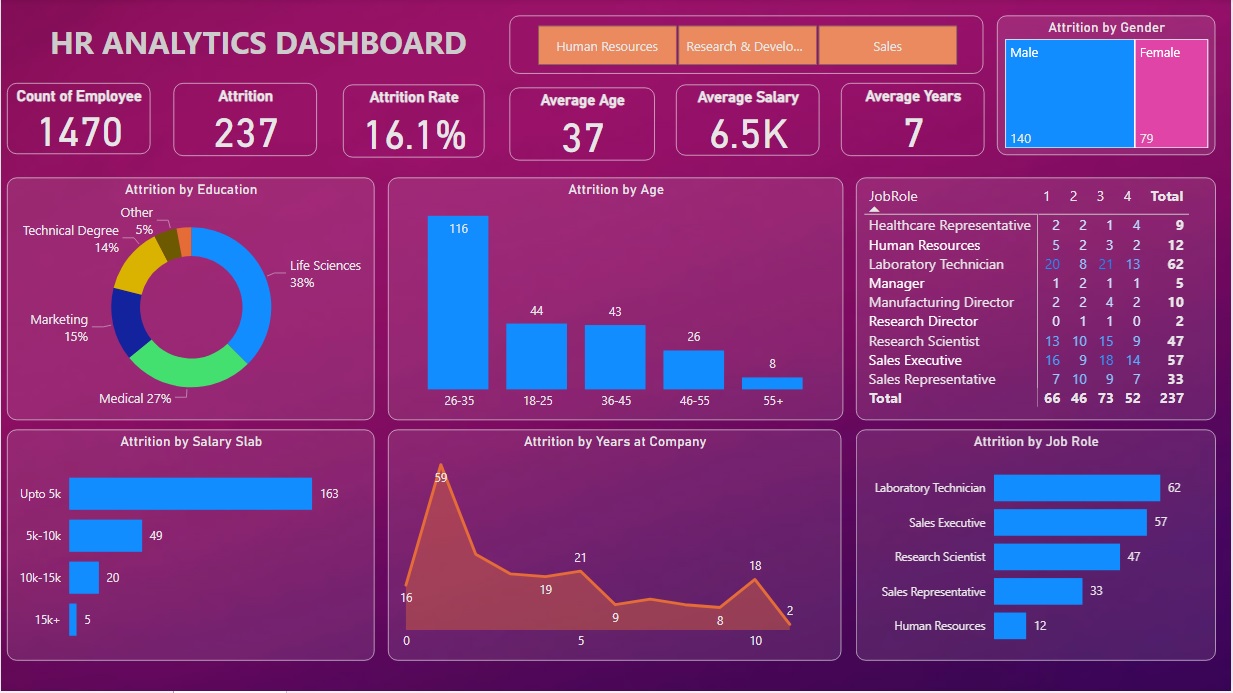 HR ANALYTICS DASHBOARD
Human Resources
Research & Develo...
Sales
Attrition by Gender
Male
Female
140
79
Count of Employee
1470
Attrition
237
Attrition Rate
16.1%
Average Age
37
Average Salary
6.5K
Average Years
7
Attrition by Education
Other
5%
Technical Degree
14%
Life Sciences
38%
Marketing
15%
Medical 27%
Attrition by Age
116
44
43
26
8
26-35
18-25
36-45
46-55
55+
JobRole 1 2 3 4 Total
Healthcare Representative 2 2 1 4 9
Human Resources 5 2 3 2 12
Laboratory Technician 20 8 21 13 62
Manager 1 2 1 1 5
Manufacturing Director 2 2 4 2 10
Research Director 0 1 1 0 2
Research Scientist 13 10 15 9 47
Sales Executive 16 9 18 14 57
Sales Representative 7 10 9 7 33
Total 66 46 73 52 237
Attrition by Salary Slab
Upto 5k 163
5k-10k 49
10k-15k 20
15k+ 5
Attrition by Years at Company
59
16
19
21
9
8
18
2
0
5
10
Attrition by Job Role
Laboratory Technician 62
Sales Executive 57
Research Scientist 47
Sales Representative 33
Human Resources 12